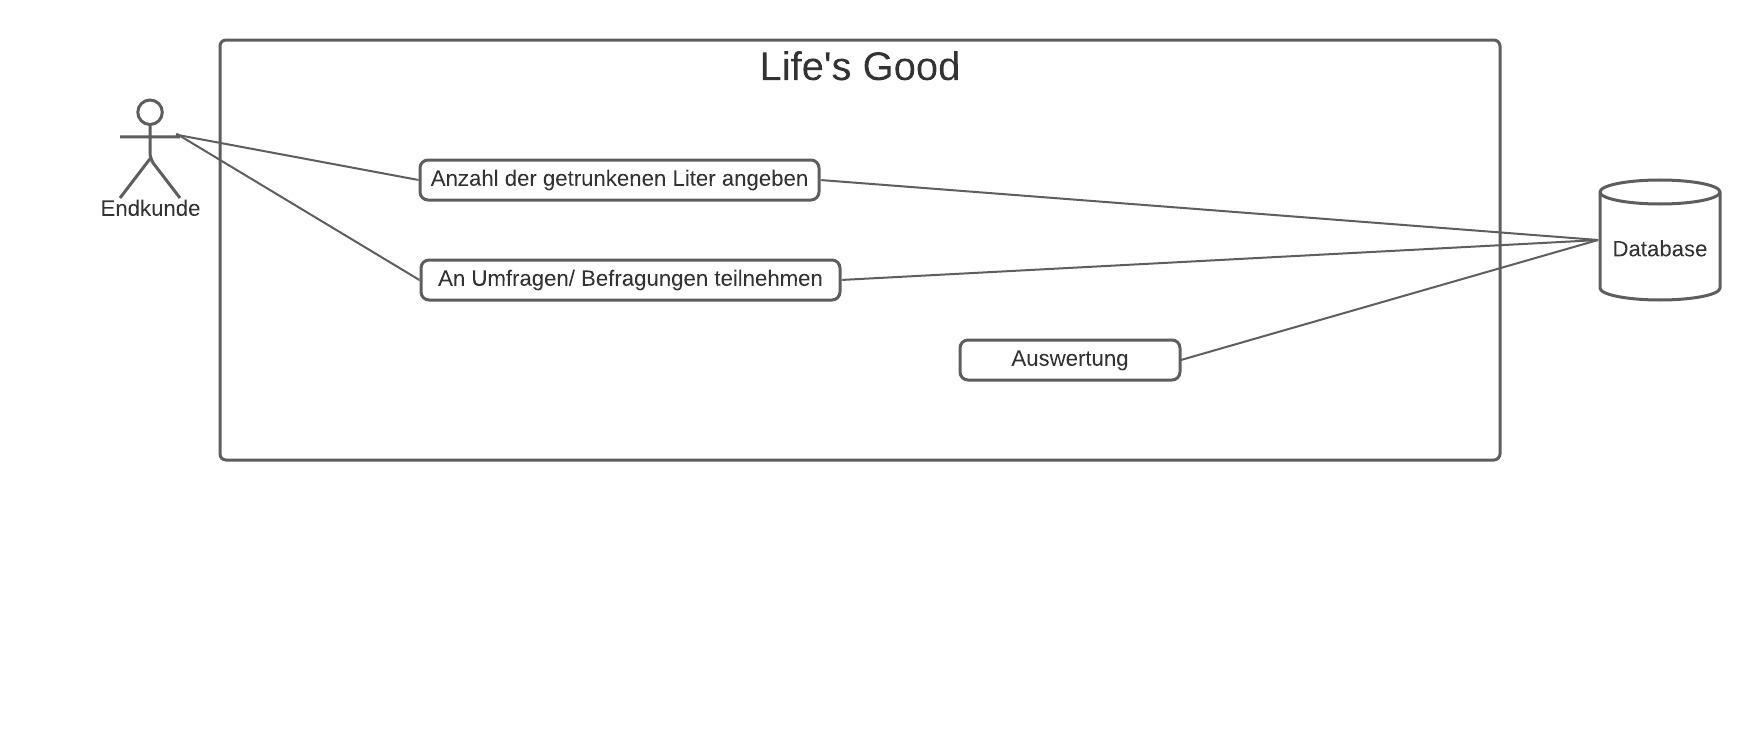 Life's Good
Endkunde
Anzahl der getrunkenen Liter angeben
An Umfragen/ Befragungen teilnehmen
Database
Auswertung